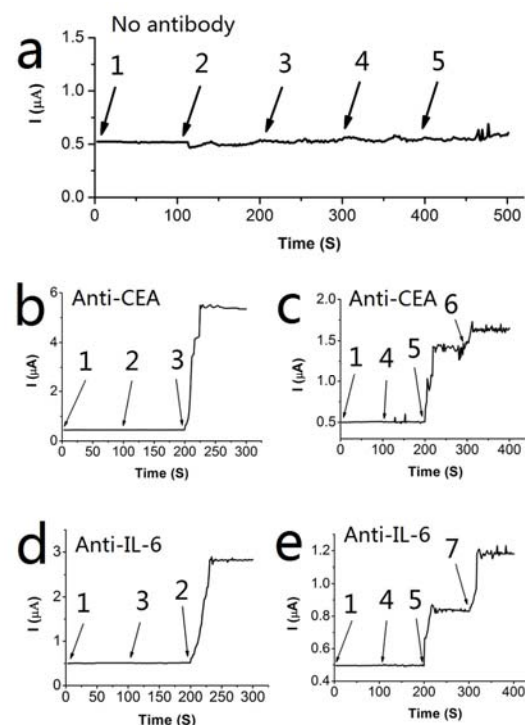 No antibody
a
1 2 3 4 5
I (μA)
1.5
1.0
0.5
0.0
0 100 200 300 400 500
Time (S)
b
Anti-CEA
1 2 3
I (μA)
6
4
2
0
0 50 100 150 200 250 300
Time (S)
c
Anti-CEA
1 4 5 6
I (μA)
2.0
1.5
1.0
0.5
0 100 200 300 400
Time (S)
d
Anti-IL-6
1 3 2
I (μA)
3
2
1
0
0 50 100 150 200 250 300
Time (S)
e
Anti-IL-6
1 4 5 7
I (μA)
1.2
0.8
0.4
0 100 200 300 400
Time (S)